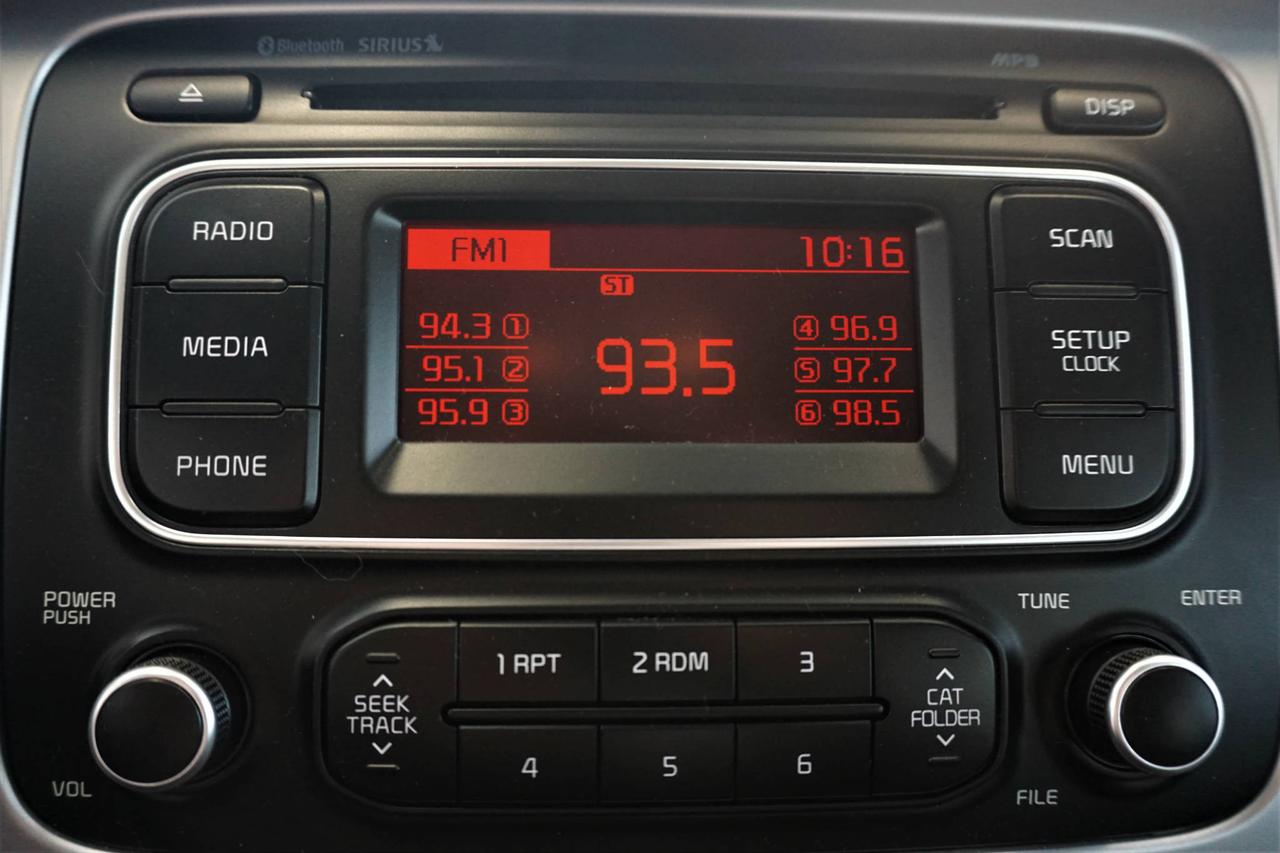 Bluetooth SIRIUS
MP3
DISP
RADIO
MEDIA
PHONE
FM1 10:16
ST
94.3 1
95.1 2
95.9 3
93.5
4 96.9
5 97.7
6 98.5
SCAN
SETUP
CLOCK
MENU
POWER
PUSH
VOL
SEEK
TRACK
1 RPT
2 RDM
3
4
5
6
CAT
FOLDER
TUNE
ENTER
FILE